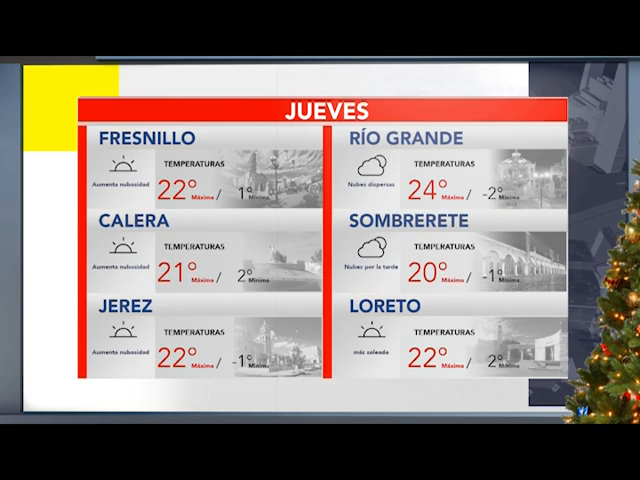 JUEVES
FRESNILLO
TEMPERATURAS
Aumenta nubosidad
22° Máxima / 1° Mínima
CALERA
TEMPERATURAS
Aumenta nubosidad
21° Máxima / 2° Mínima
JEREZ
TEMPERATURAS
Aumenta nubosidad
22° Máxima / -1° Mínima
RÍO GRANDE
TEMPERATURAS
Nubes dispersas
24° Máxima / -2° Mínima
SOMBRERETE
TEMPERATURAS
Nubes por la tarde
20° Máxima / -1° Mínima
LORETO
TEMPERATURAS
más soleado
22° Máxima / 2° Mínima